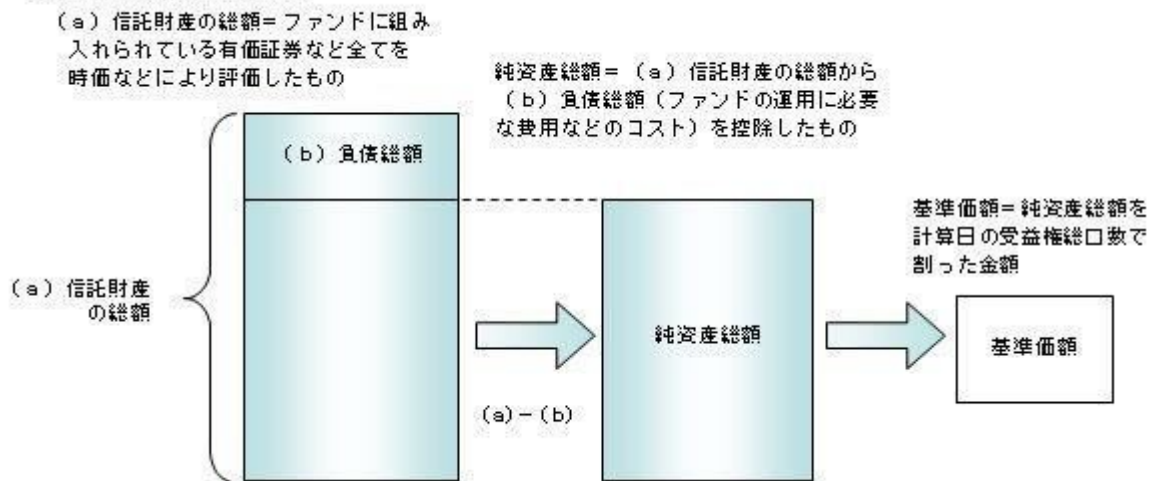 (a)信託財産の総額=ファンドに組み
入れられている有価証券など全てを
時価などにより評価したもの
純資産総額=(a)信託財産の総額から
(b)負債総額(ファンドの運用に必要
な費用などのコスト)を控除したもの
(b)負債総額
基準価額=純資産総額を
計算日の受益権総口数で
割った金額
(a)信託財産
の総額
純資産総額
基準価額
(a)-(b)